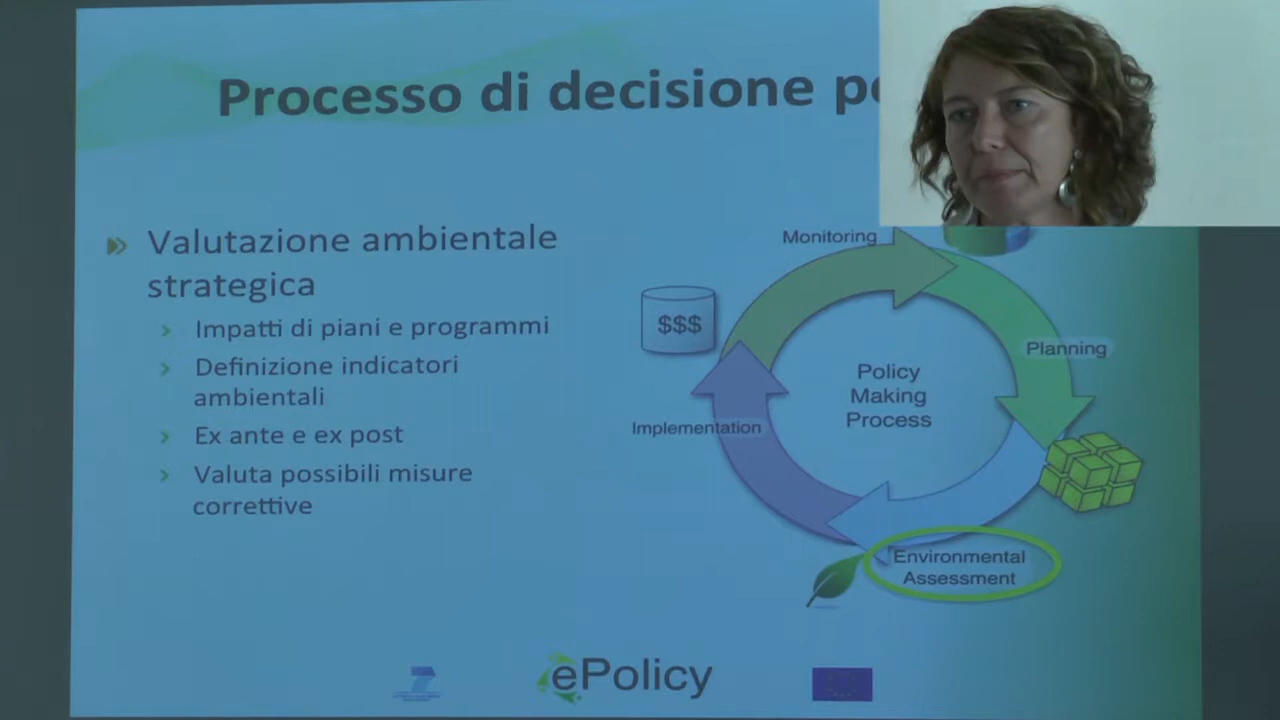 Processo di decisione
Valutazione ambientale
strategica
Impatti di piani e programmi
Definizione indicatori
ambientali
Ex ante e ex post
Valuta possibili misure
correttive
Monitoring
$$$
Planning
Policy
Making
Process
Implementation
Environmental
Assessment
7
ePolicy